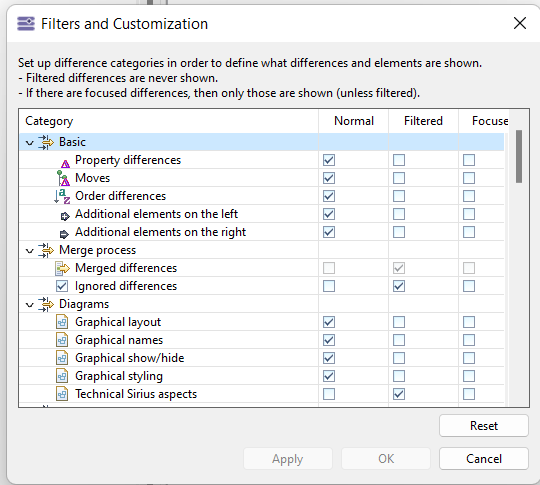 Filters and Customization
Set up difference categories in order to define what differences and elements are shown.
- Filtered differences are never shown.
- If there are focused differences, then only those are shown (unless filtered).
Category Normal Filtered Focuse
Basic
Property differences
Moves
Order differences
Additional elements on the left
Additional elements on the right
Merge process
Merged differences
Ignored differences
Diagrams
Graphical layout
Graphical names
Graphical show/hide
Graphical styling
Technical Sirius aspects
Reset
Apply OK Cancel